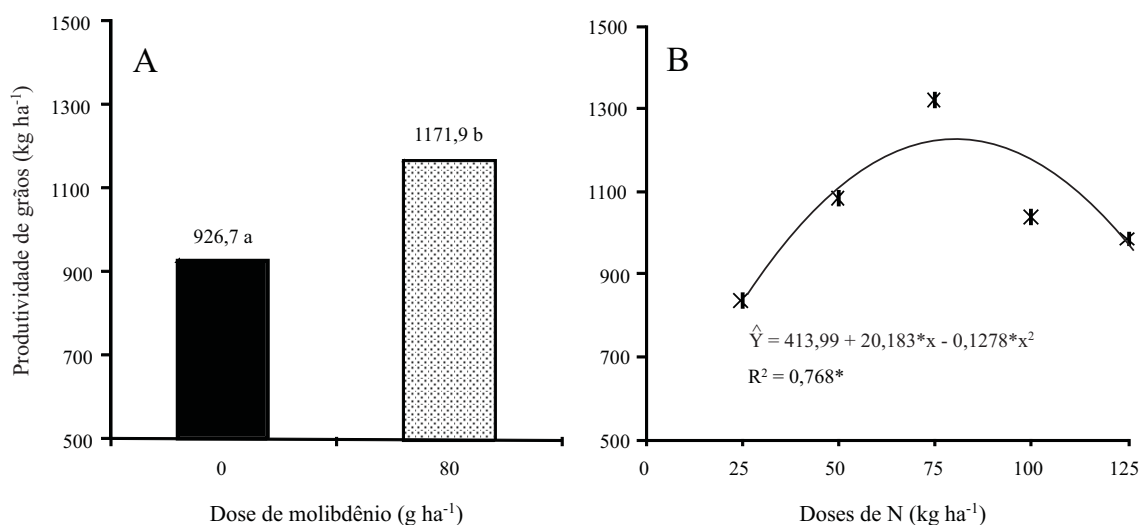 A
Produtividade de grãos (kg ha⁻¹)
1500
1300
1100
900
700
500
926,7 a
1171,9 b
0
80
Dose de molibdênio (g ha⁻¹)
B
1500
1300
1100
900
700
500
Ŷ = 413,99 + 20,183*x - 0,1278*x²
R² = 0,768*
0
25
50
75
100
125
Doses de N (kg ha⁻¹)